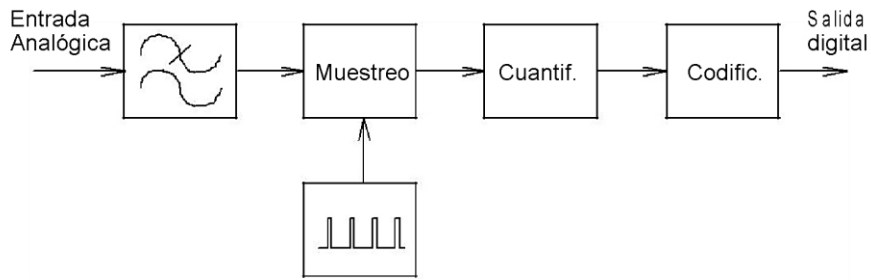 Entrada
Analógica
Muestreo
Cuantif.
Codific.
Salida
digital